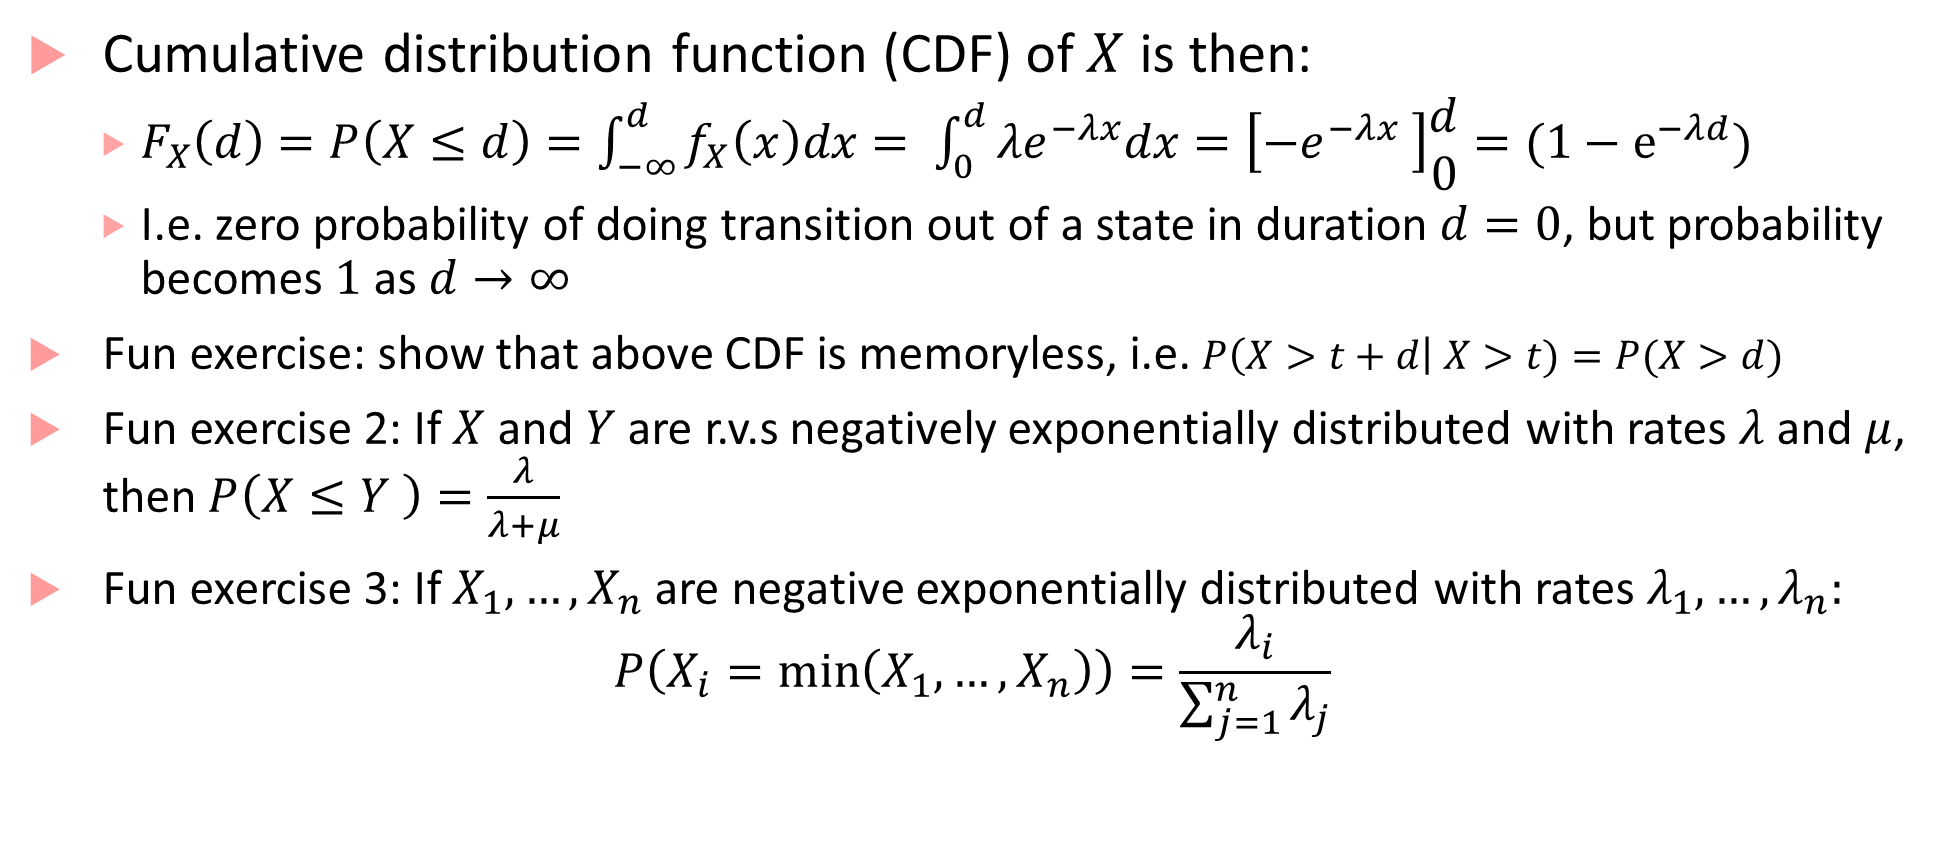 Cumulative distribution function (CDF) of X is then:
F_X(d) = P(X ≤ d) = ∫_{−∞}^{d} f_X(x)dx = ∫_0^d λe^{−λx}dx = [−e^{−λx}]_0^d = (1 − e^{−λd})
I.e. zero probability of doing transition out of a state in duration d = 0, but probability
becomes 1 as d → ∞
Fun exercise: show that above CDF is memoryless, i.e. P(X > t + d| X > t) = P(X > d)
Fun exercise 2: If X and Y are r.v.s negatively exponentially distributed with rates λ and μ,
then P(X ≤ Y ) = \frac{λ}{λ+μ}
Fun exercise 3: If X_1, …, X_n are negative exponentially distributed with rates λ_1, …, λ_n:
P(X_i = min(X_1, …, X_n)) = \frac{λ_i}{∑_{j=1}^{n} λ_j}